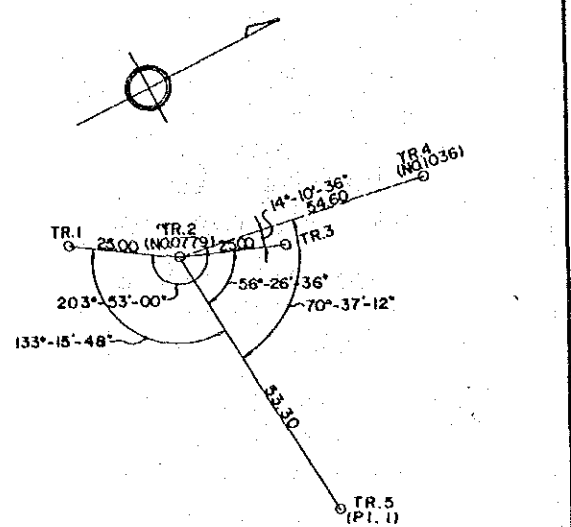 TR.4
(NO.1036)
14°-10'-36"
54.60
TR.1
25.00
TR.2
(NO.0779)
25.00
TR.3
203°-53'-00"
56°-26'-36"
70°-37'-12"
133°-15'-48"
53.30
TR.5
(P.I. 1)